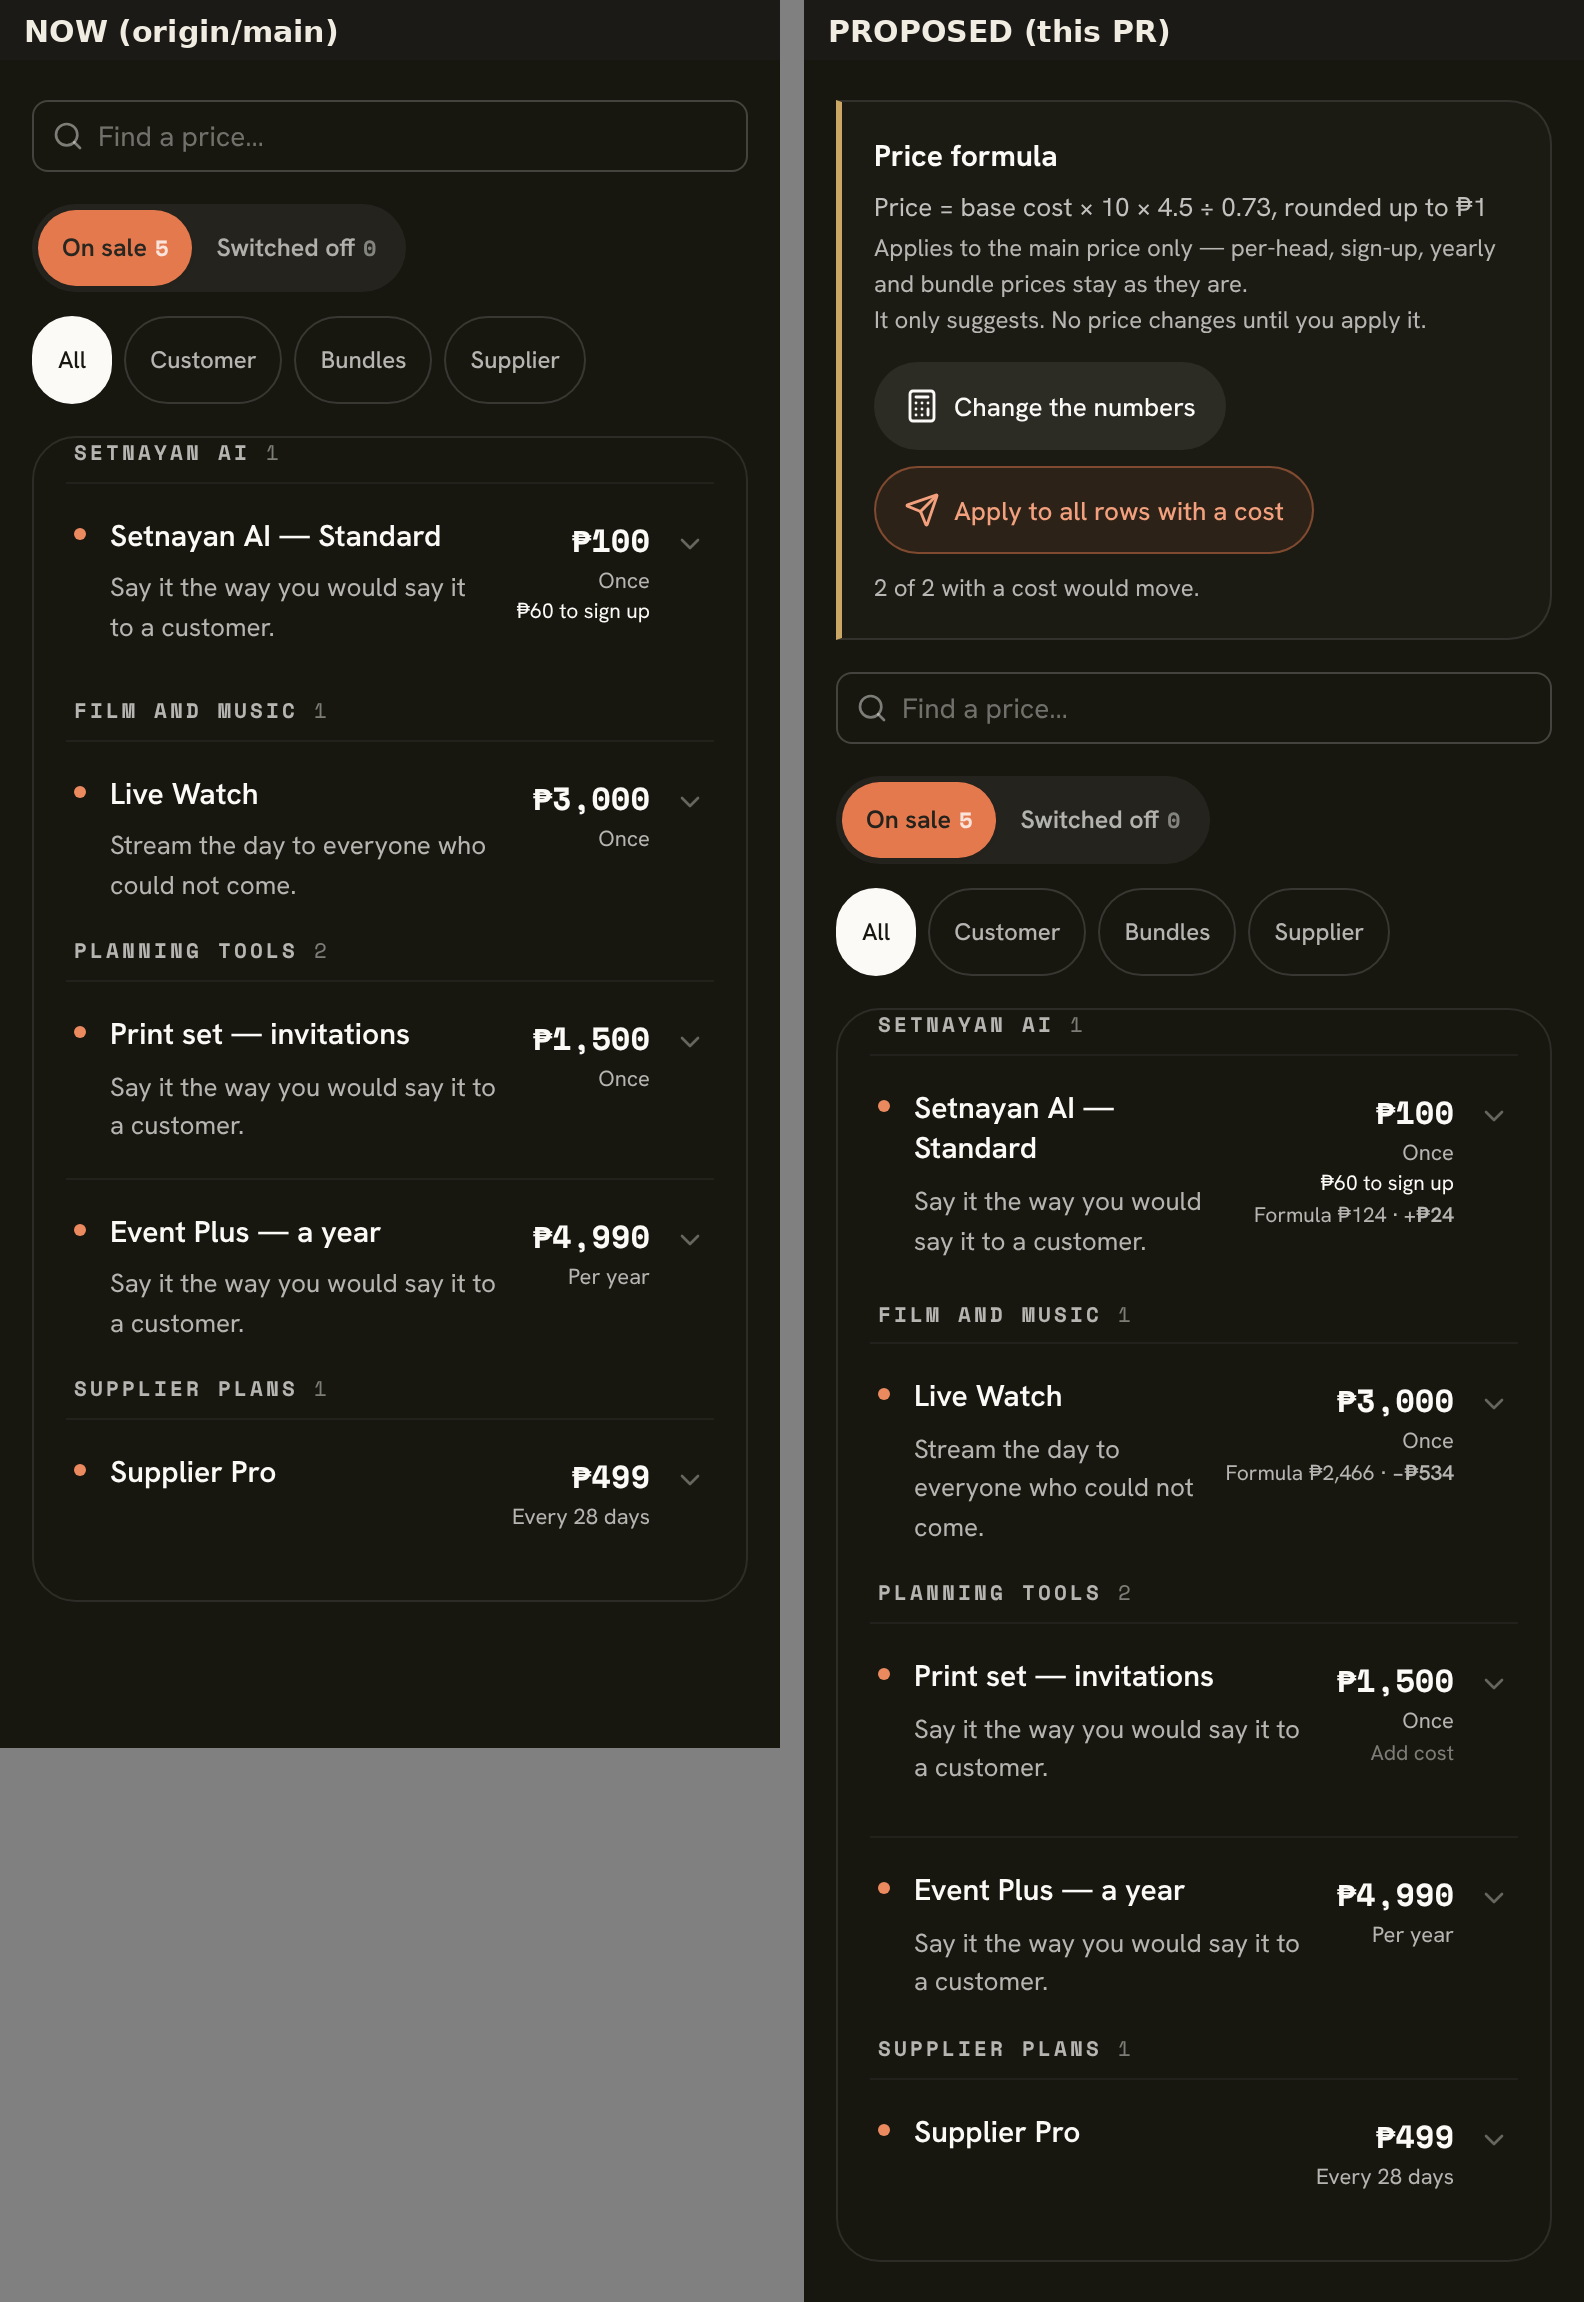 NOW (origin/main)
Find a price...
On sale 5
Switched off 0
All
Customer
Bundles
Supplier
SETNAYAN AI 1
Setnayan AI — Standard
₱100
Say it the way you would say it
Once
₱60 to sign up
to a customer.
FILM AND MUSIC 1
Live Watch
₱3,000
Stream the day to everyone who
Once
could not come.
PLANNING TOOLS 2
Print set — invitations
₱1,500
Say it the way you would say it to
Once
a customer.
Event Plus — a year
₱4,990
Say it the way you would say it to
Per year
a customer.
SUPPLIER PLANS 1
Supplier Pro
₱499
Every 28 days
PROPOSED (this PR)
Price formula
Price = base cost × 10 × 4.5 ÷ 0.73, rounded up to ₱1
Applies to the main price only — per-head, sign-up, yearly
and bundle prices stay as they are.
It only suggests. No price changes until you apply it.
Change the numbers
Apply to all rows with a cost
2 of 2 with a cost would move.
Find a price...
On sale 5
Switched off 0
All
Customer
Bundles
Supplier
SETNAYAN AI 1
Setnayan AI —
Standard
₱100
Once
₱60 to sign up
Formula ₱124 · +₱24
Say it the way you would
say it to a customer.
FILM AND MUSIC 1
Live Watch
₱3,000
Once
Formula ₱2,466 · −₱534
Stream the day to
everyone who could not
come.
PLANNING TOOLS 2
Print set — invitations
₱1,500
Once
Add cost
Say it the way you would say it to
a customer.
Event Plus — a year
₱4,990
Per year
Say it the way you would say it to
a customer.
SUPPLIER PLANS 1
Supplier Pro
₱499
Every 28 days